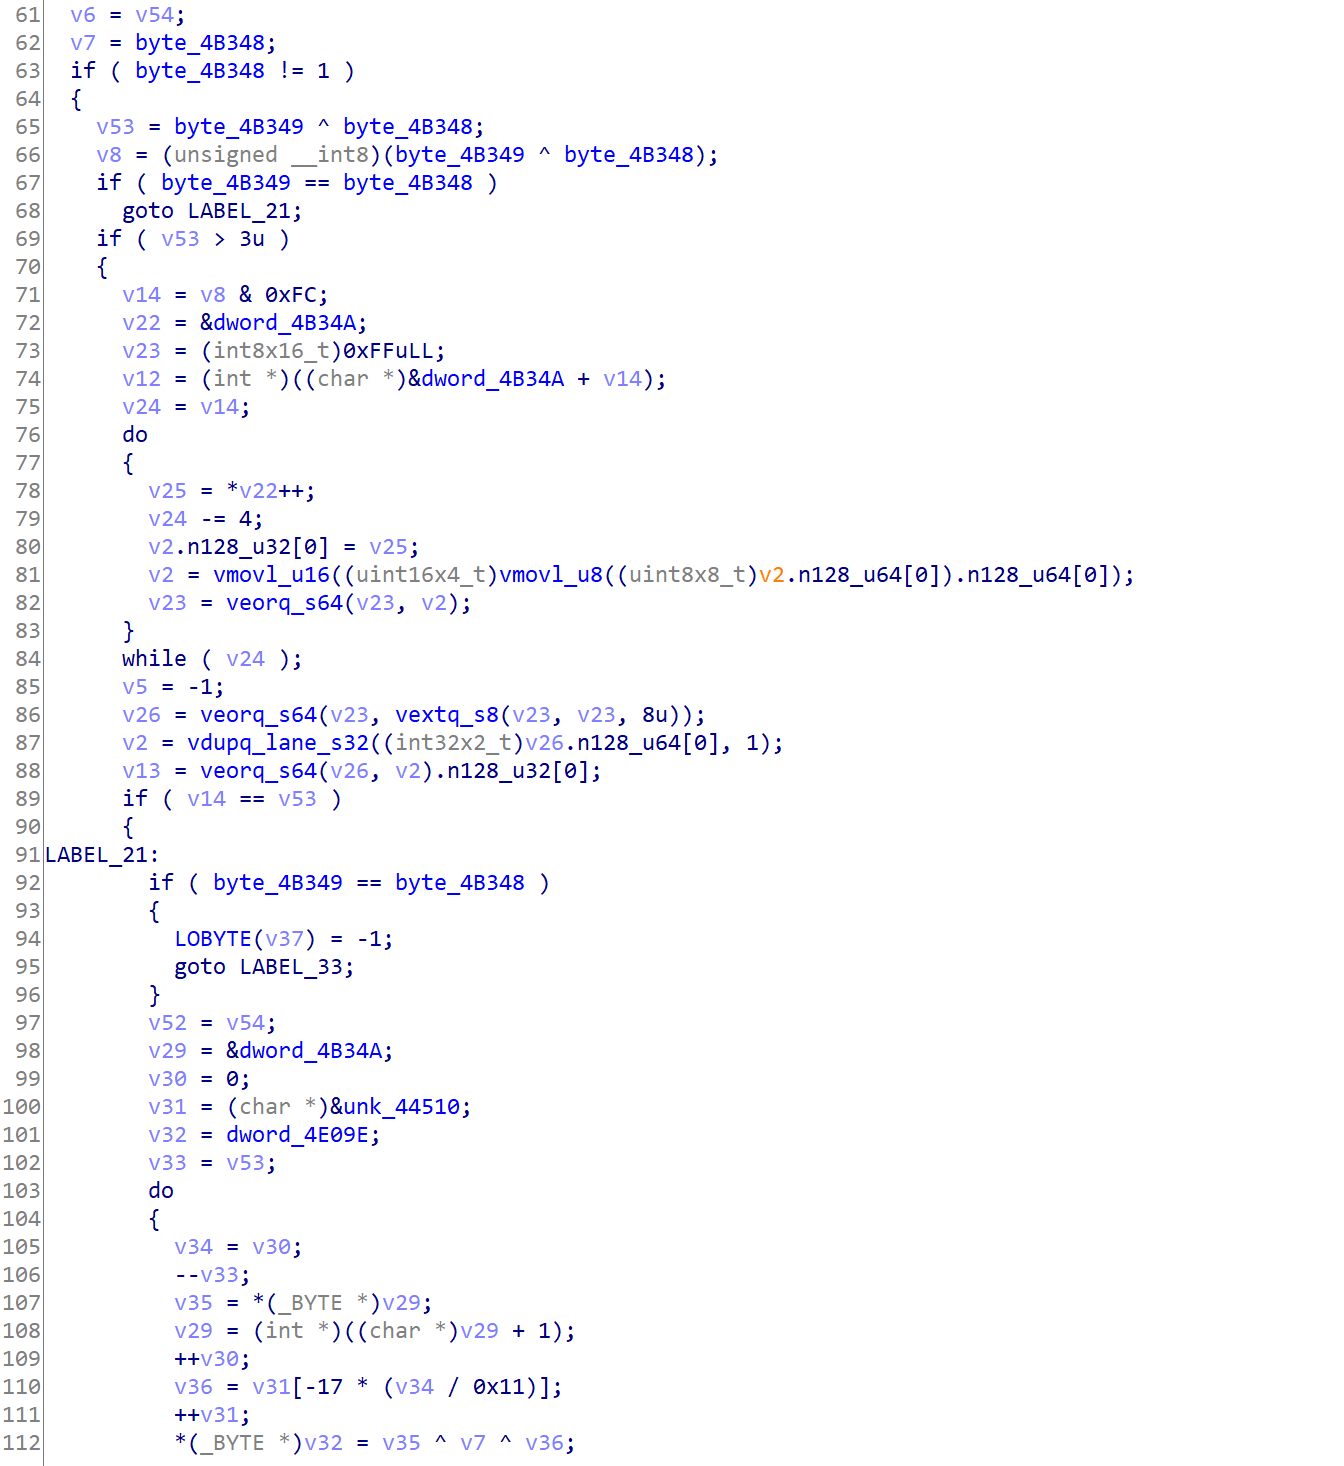 61 v6 = v54;
62 v7 = byte_4B348;
63 if ( byte_4B348 != 1 )
64 {
65 v53 = byte_4B349 ^ byte_4B348;
66 v8 = (unsigned __int8)(byte_4B349 ^ byte_4B348);
67 if ( byte_4B349 == byte_4B348 )
68 goto LABEL_21;
69 if ( v53 > 3u )
70 {
71 v14 = v8 & 0xFC;
72 v22 = &dword_4B34A;
73 v23 = (int8x16_t)0xFFuLL;
74 v12 = (int *)((char *)&dword_4B34A + v14);
75 v24 = v14;
76 do
77 {
78 v25 = *v22++;
79 v24 -= 4;
80 v2.n128_u32[0] = v25;
81 v2 = vmovl_u16((uint16x4_t)vmovl_u8((uint8x8_t)v2.n128_u64[0]).n128_u64[0]);
82 v23 = veorq_s64(v23, v2);
83 }
84 while ( v24 );
85 v5 = -1;
86 v26 = veorq_s64(v23, vextq_s8(v23, v23, 8u));
87 v2 = vdupq_lane_s32((int32x2_t)v26.n128_u64[0], 1);
88 v13 = veorq_s64(v26, v2).n128_u32[0];
89 if ( v14 == v53 )
90 {
91 LABEL_21:
92 if ( byte_4B349 == byte_4B348 )
93 {
94 LOBYTE(v37) = -1;
95 goto LABEL_33;
96 }
97 v52 = v54;
98 v29 = &dword_4B34A;
99 v30 = 0;
100 v31 = (char *)&unk_44510;
101 v32 = dword_4E09E;
102 v33 = v53;
103 do
104 {
105 v34 = v30;
106 --v33;
107 v35 = *(_BYTE *)v29;
108 v29 = (int *)((char *)v29 + 1);
109 ++v30;
110 v36 = v31[-17 * (v34 / 0x11)];
111 ++v31;
112 *(_BYTE *)v32 = v35 ^ v7 ^ v36;